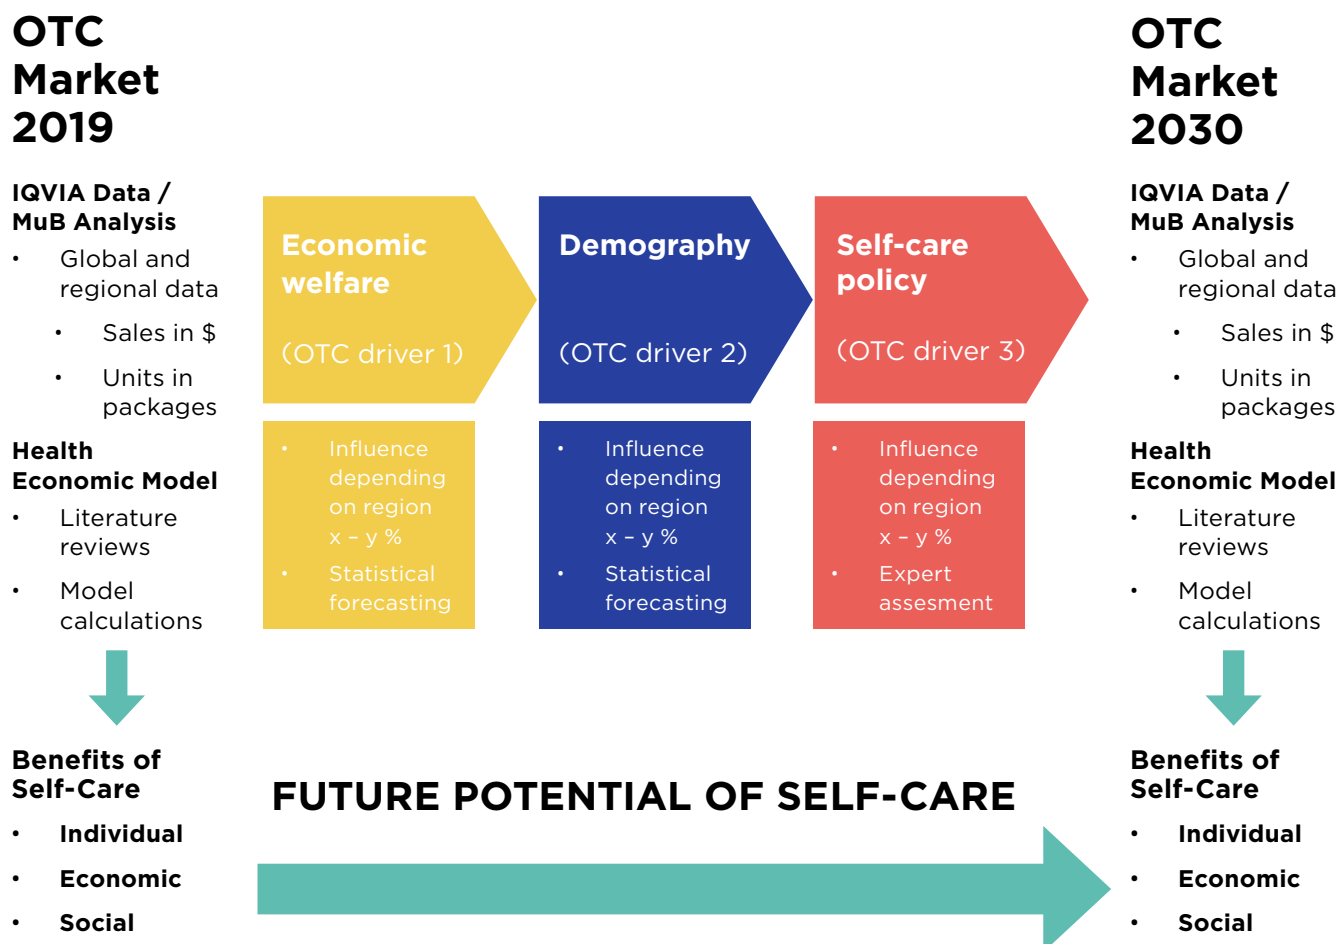 OTC
Market
2019
IQVIA Data /
MuB Analysis
• Global and
regional data
• Sales in $
• Units in
packages
Health
Economic Model
• Literature
reviews
• Model
calculations
Benefits of
Self-Care
• Individual
• Economic
• Social
Economic
welfare
(OTC driver 1)
• Influence
depending
on region
x – y %
• Statistical
forecasting
Demography
(OTC driver 2)
• Influence
depending
on region
x – y %
• Statistical
forecasting
Self-care
policy
(OTC driver 3)
• Influence
depending
on region
x – y %
• Expert
assesment
FUTURE POTENTIAL OF SELF-CARE
OTC
Market
2030
IQVIA Data /
MuB Analysis
• Global and
regional data
• Sales in $
• Units in
packages
Health
Economic Model
• Literature
reviews
• Model
calculations
Benefits of
Self-Care
• Individual
• Economic
• Social